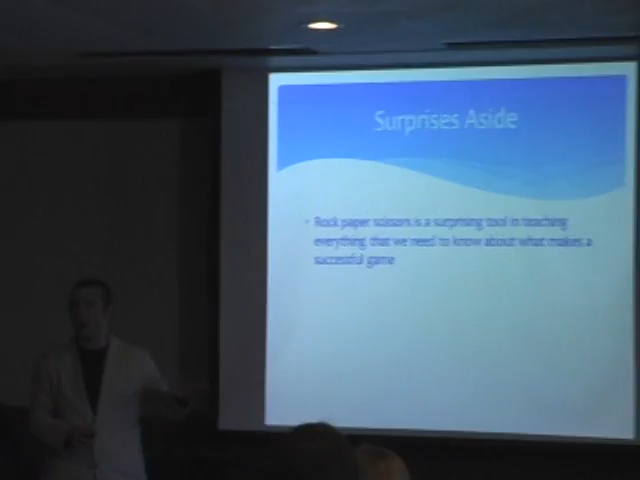 Surprises Aside
Rock paper scissors is a surprising tool in teaching
everything that we need to know about what makes a
successful game